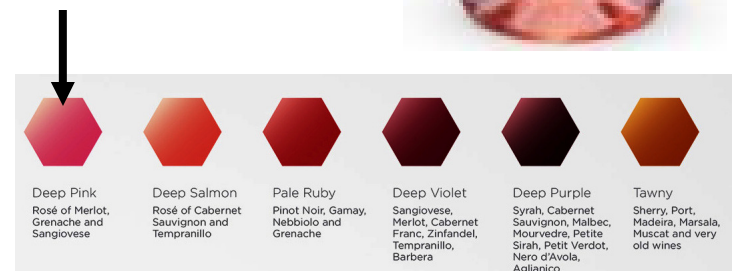 Deep Pink
Rosé of Merlot,
Grenache and
Sangiovese
Deep Salmon
Rosé of Cabernet
Sauvignon and
Tempranillo
Pale Ruby
Pinot Noir, Gamay,
Nebbiolo and
Grenache
Deep Violet
Sangiovese,
Merlot, Cabernet
Franc, Zinfandel,
Tempranillo,
Barbera
Deep Purple
Syrah, Cabernet
Sauvignon, Malbec,
Mourvedre, Petite
Sirah, Petit Verdot,
Nero d'Avola,
Aglianico
Tawny
Sherry, Port,
Madeira, Marsala,
Muscat and very
old wines